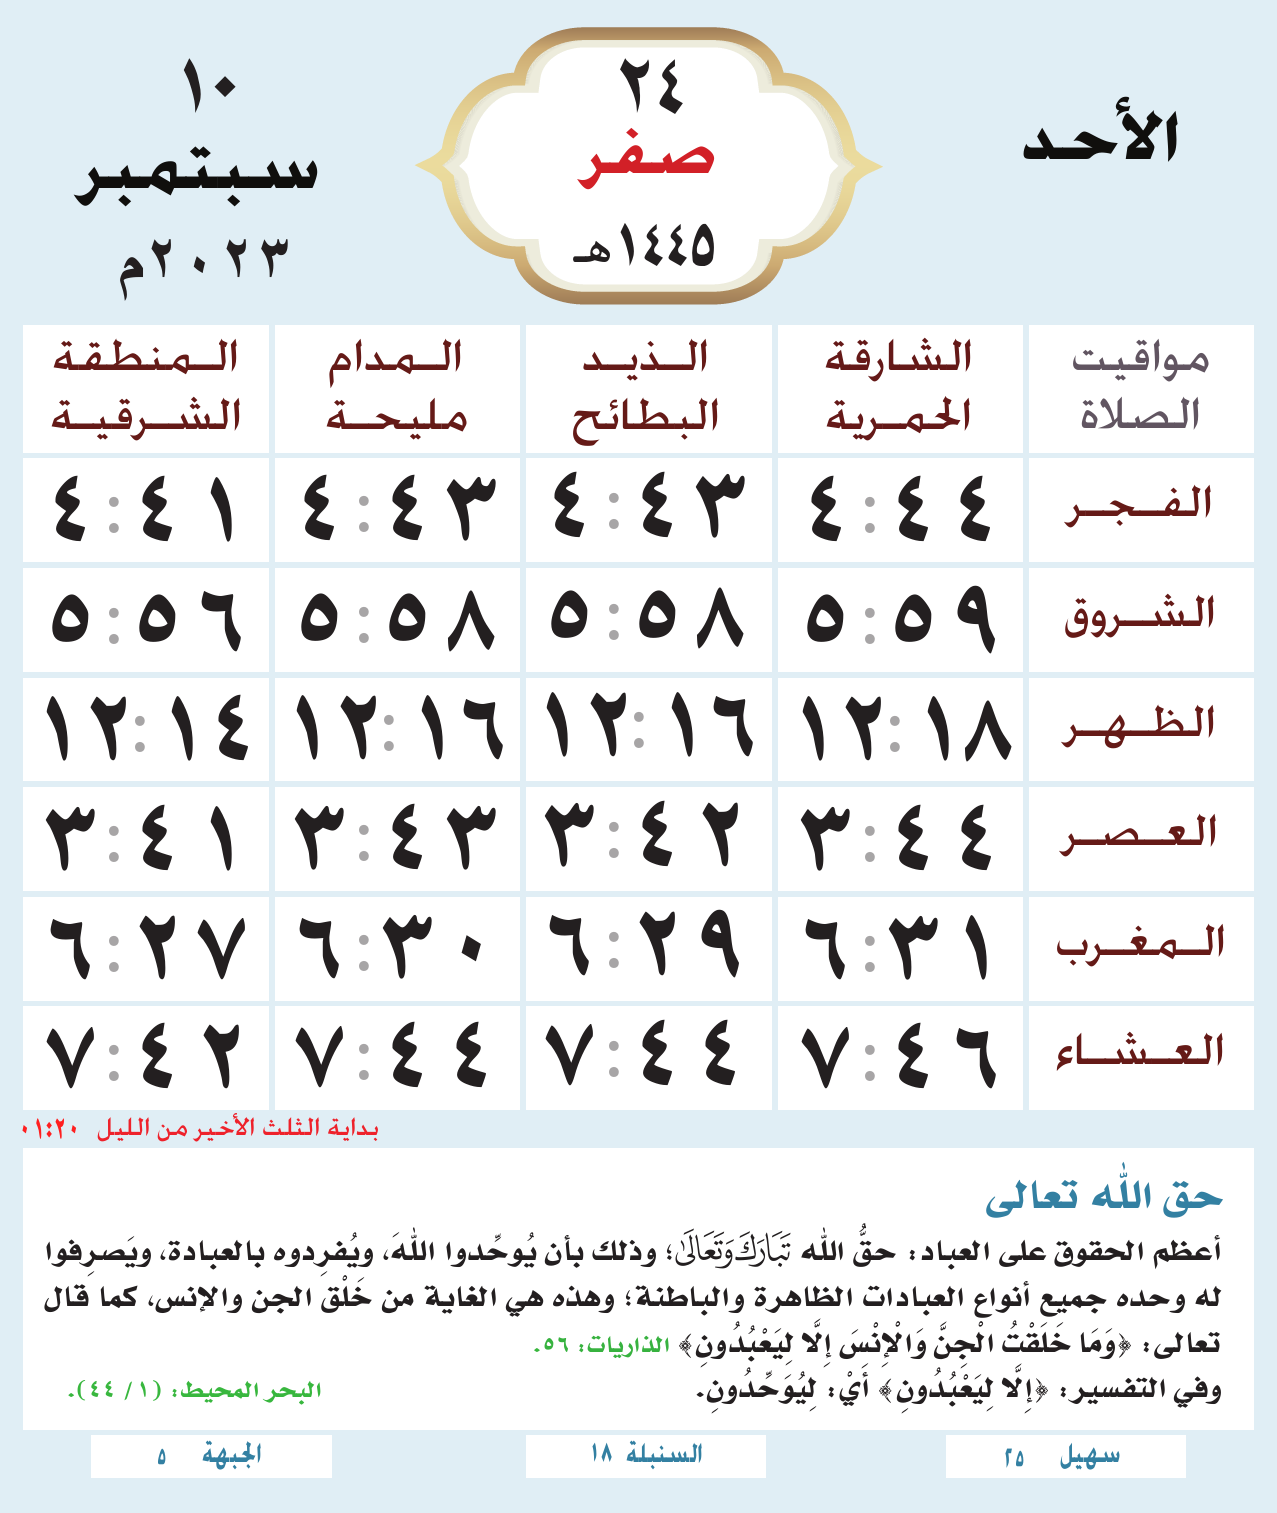 الأحد
٢٤
صفر
١٤٤٥هـ
١٠
سبتمبر
٢٠٢٣م
مواقيت الصلاة
الشارقة الحمرية
الذيد البطائح
المدام مليحة
المنطقة الشرقية
الفجر ٤:٤٤ ٤:٤٣ ٤:٤٣ ٤:٤١
الشروق ٥:٥٩ ٥:٥٨ ٥:٥٨ ٥:٥٦
الظهر ١٢:١٨ ١٢:١٦ ١٢:١٦ ١٢:١٤
العصر ٣:٤٤ ٣:٤٢ ٣:٤٣ ٣:٤١
المغرب ٦:٣١ ٦:٢٩ ٦:٣٠ ٦:٢٧
العشاء ٧:٤٦ ٧:٤٤ ٧:٤٤ ٧:٤٢
بداية الثلث الأخير من الليل ٠١:٢٠
حق الله تعالى
أعظم الحقوق على العباد: حقُّ الله تَبَارَكَ وَتَعَالَىٰ؛ وذلك بأن يُوحِّدوا اللهَ، ويُفرِدوه بالعبادة، ويَصرِفوا
له وحده جميع أنواع العبادات الظاهرة والباطنة؛ وهذه هي الغاية من خَلْق الجن والإنس، كما قال
تعالى: ﴿وَمَا خَلَقْتُ الْجِنَّ وَالْإِنْسَ إِلَّا لِيَعْبُدُونِ﴾ الذاريات: ٥٦.
وفي التفسير: ﴿إِلَّا لِيَعْبُدُونِ﴾ أَيْ: لِيُوَحِّدُونِ. البحر المحيط: (١/ ٤٤).
سهيل ٢٥
السنبلة ١٨
الجبهة ٥